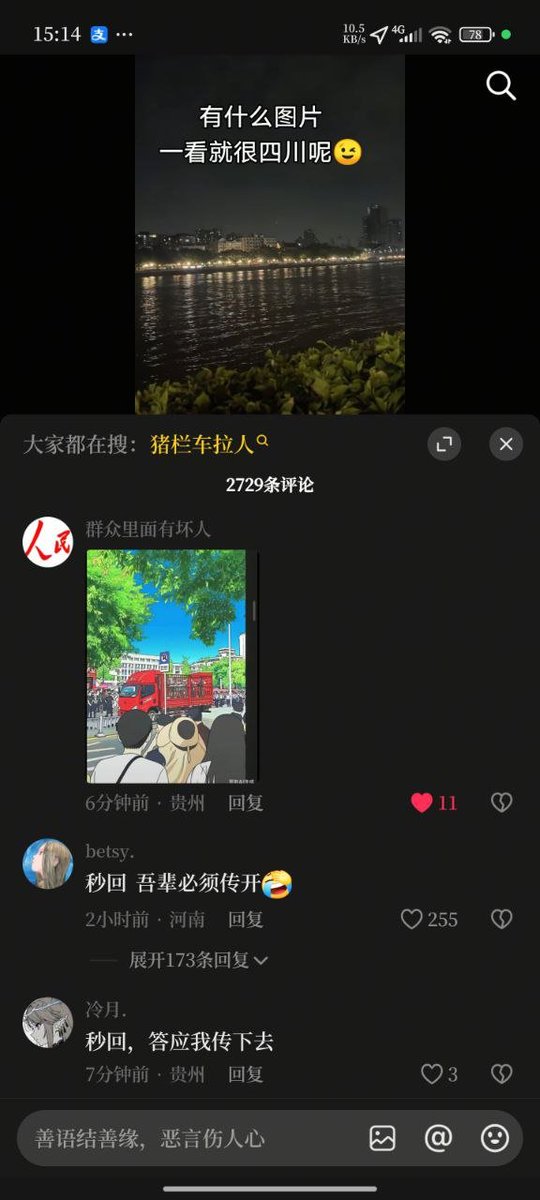 15:14
10.5
KB/s
4G
78
有什么图片
一看就很四川呢😉
大家都在搜：猪栏车拉人
2729条评论
人民
群众里面有坏人
6分钟前 · 贵州 回复
11
betsy.
秒回 吾辈必须传开🤣
2小时前 · 河南 回复
255
展开173条回复
冷月.
秒回，答应我传下去
7分钟前 · 贵州 回复
3
善语结善缘，恶言伤人心